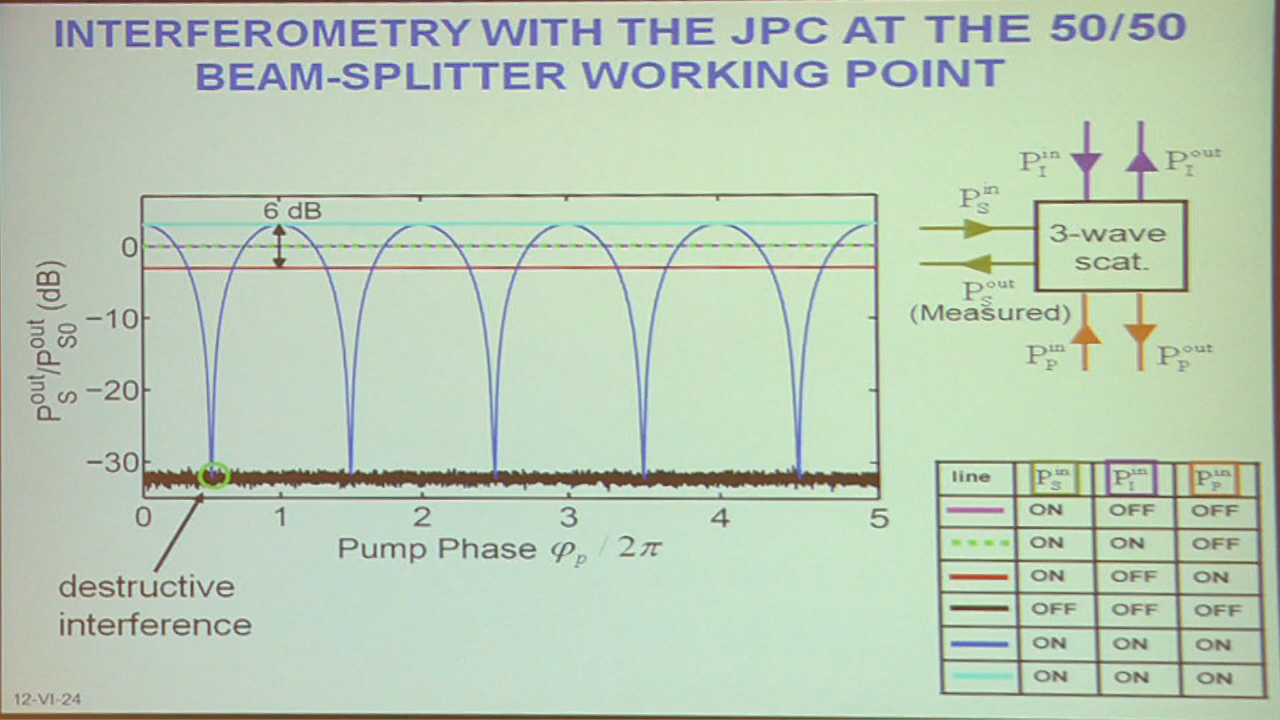 INTERFEROMETRY WITH THE JPC AT THE 50/50
BEAM-SPLITTER WORKING POINT
P_I^in
P_I^out
P_S^in
3-wave
scat.
P_S^out
(Measured)
P_P^in
P_P^out
6 dB
P_S^out/P_S0^out (dB)
0
−10
−20
−30
0 1 2 3 4 5
Pump Phase φ_p / 2π
destructive
interference
line P_S^in P_I^in P_P^in
ON OFF OFF
ON ON OFF
ON OFF ON
OFF OFF OFF
ON ON ON
ON ON ON
12-VI-24